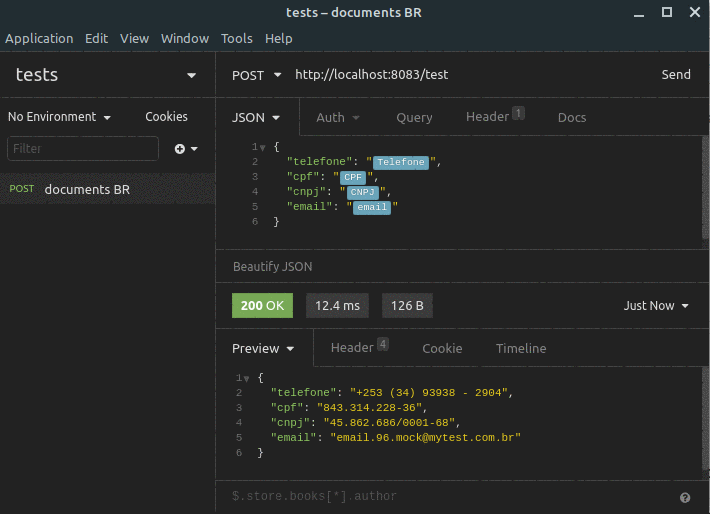 tests – documents BR
Application Edit View Window Tools Help
tests
POST http://localhost:8083/test Send
No Environment Cookies
JSON Auth Query Header 1 Docs
Filter
POST documents BR
1 {
2 "telefone": "Telefone",
3 "cpf": "CPF",
4 "cnpj": "CNPJ",
5 "email": "email"
6 }
Beautify JSON
200 OK 12.4 ms 126 B Just Now
Preview Header 4 Cookie Timeline
1 {
2 "telefone": "+253 (34) 93938 - 2904",
3 "cpf": "843.314.228-36",
4 "cnpj": "45.862.686/0001-68",
5 "email": "email.96.mock@mytest.com.br"
6 }
$.store.books[*].author